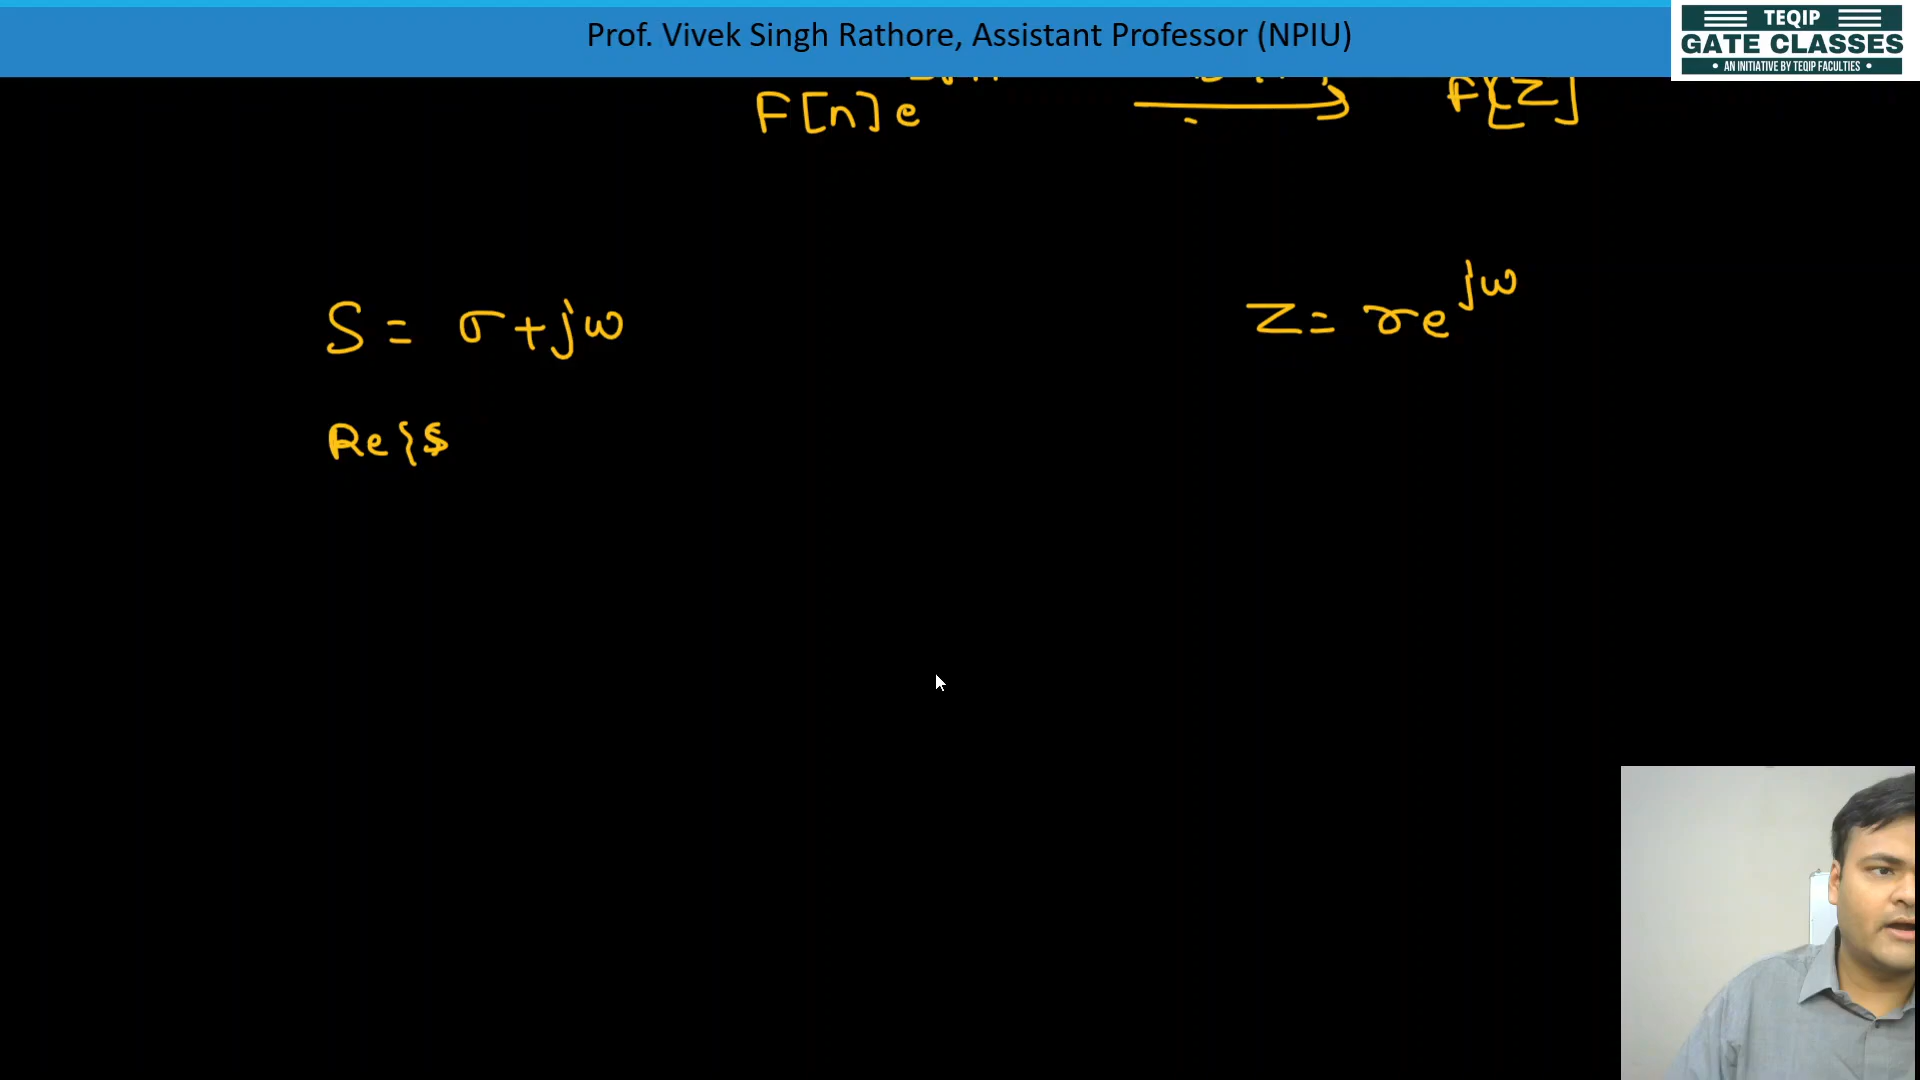 Prof. Vivek Singh Rathore, Assistant Professor (NPIU)
TEQIP
GATE CLASSES
• AN INITIATIVE BY TEQIP FACULTIES •
F[n]e → F[Z]
S = σ+jω
Z = re^jω
Re{S